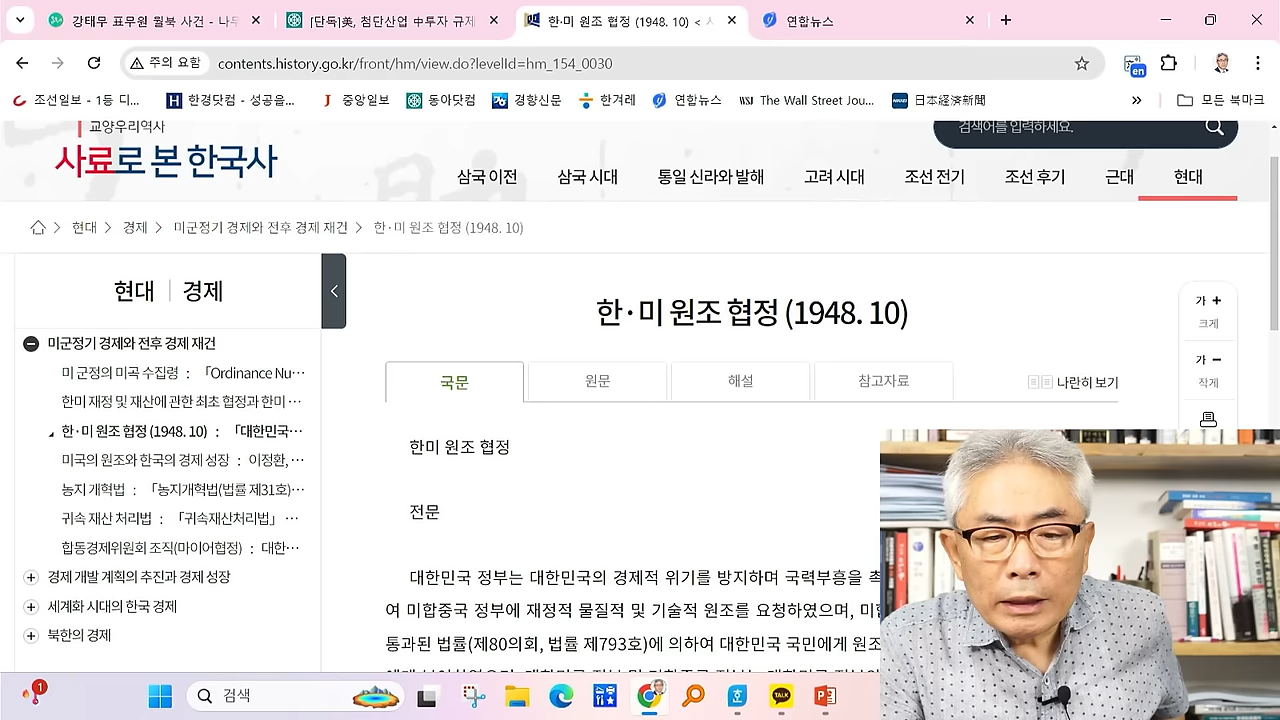 강태무 표무원 월북 사건 - 나무
[단독]美, 첨단산업 中투자 규제
한·미 원조 협정 (1948. 10) <
연합뉴스
주의 요함
contents.history.go.kr/front/hm/view.do?levelId=hm_154_0030
en
조선일보 - 1등 디...
한경닷컴 - 성공을...
중앙일보
동아닷컴
경향신문
한겨레
연합뉴스
WSJ The Wall Street Jou...
日本経済新聞
모든 북마크
교양우리역사
사료로 본 한국사
검색어를 입력하세요.
삼국 이전
삼국 시대
통일 신라와 발해
고려 시대
조선 전기
조선 후기
근대
현대
현대 > 경제 > 미군정기 경제와 전후 경제 재건 > 한·미 원조 협정 (1948. 10)
현대 | 경제
미군정기 경제와 전후 경제 재건
미 군정의 미곡 수집령 : 「Ordinance Nu…
한미 재정 및 재산에 관한 최초 협정과 한미…
한·미 원조 협정 (1948. 10) : 「대한민국…
미국의 원조와 한국의 경제 성장 : 이정환,…
농지 개혁법 : 「농지개혁법(법률 제31호)…
귀속 재산 처리법 : 「귀속재산처리법」 …
합동경제위원회 조직(마이어협정) : 대한…
경제 개발 계획의 추진과 경제 성장
세계화 시대의 한국 경제
북한의 경제
한·미 원조 협정 (1948. 10)
국문
원문
해설
참고자료
나란히 보기
가 +
크게
가 −
작게
한미 원조 협정
전문
대한민국 정부는 대한민국의 경제적 위기를 방지하며 국력부흥을 촉
여 미합중국 정부에 재정적 물질적 및 기술적 원조를 요청하였으며, 미합
통과된 법률(제80의회, 법률 제793호)에 의하여 대한민국 국민에게 원조
1
검색
TALK